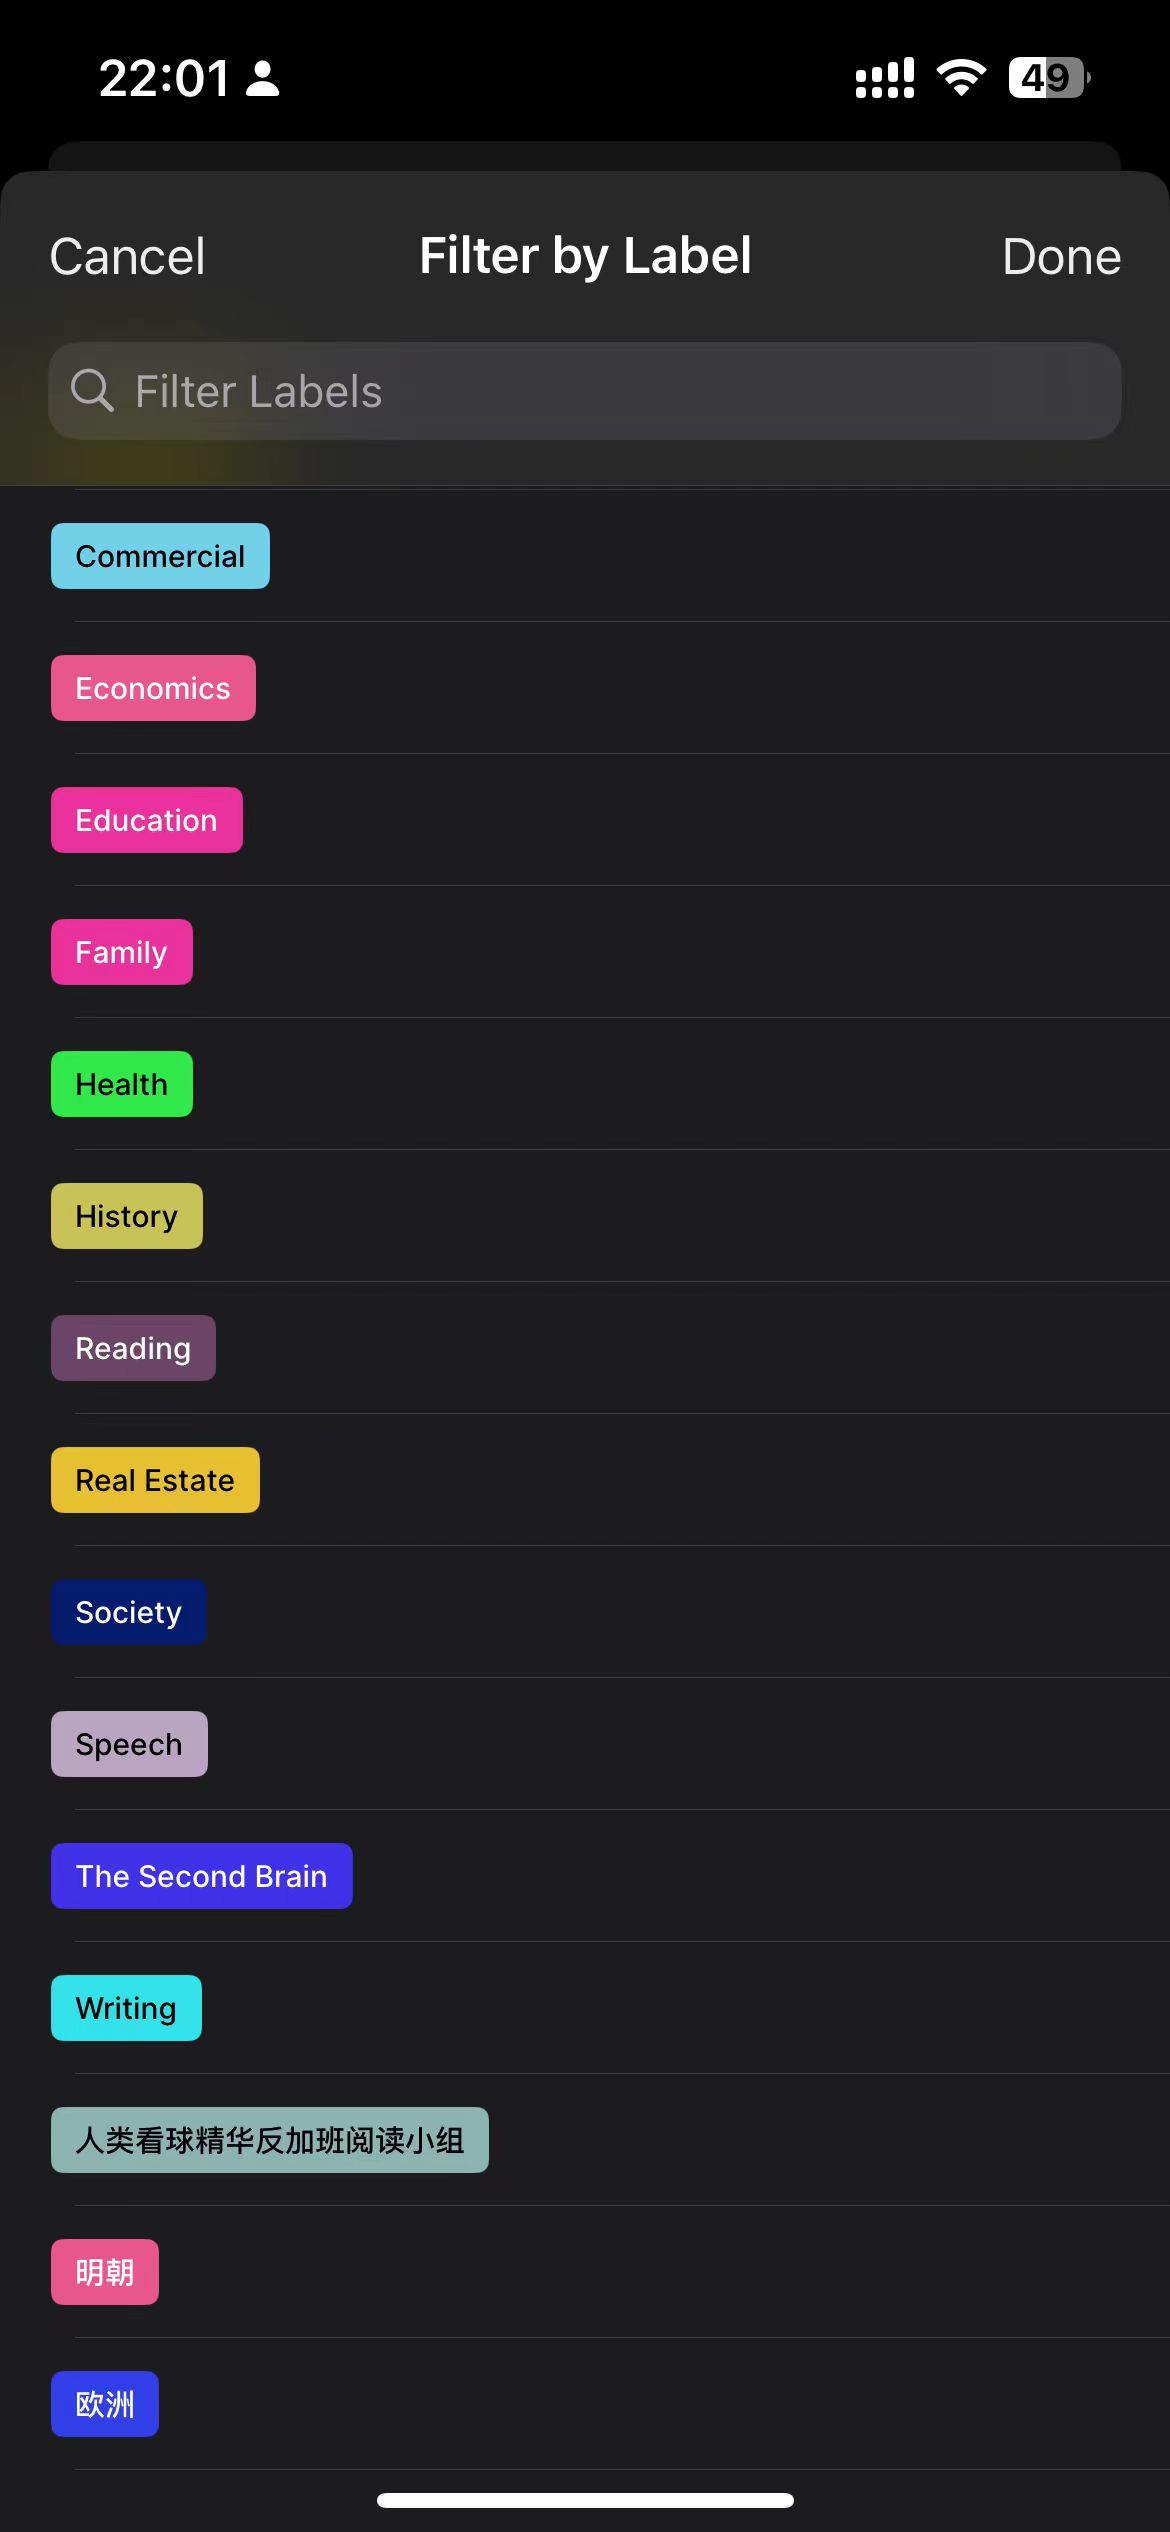 22:01
49
Cancel Filter by Label Done
Filter Labels
Commercial
Economics
Education
Family
Health
History
Reading
Real Estate
Society
Speech
The Second Brain
Writing
人类看球精华反加班阅读小组
明朝
欧洲